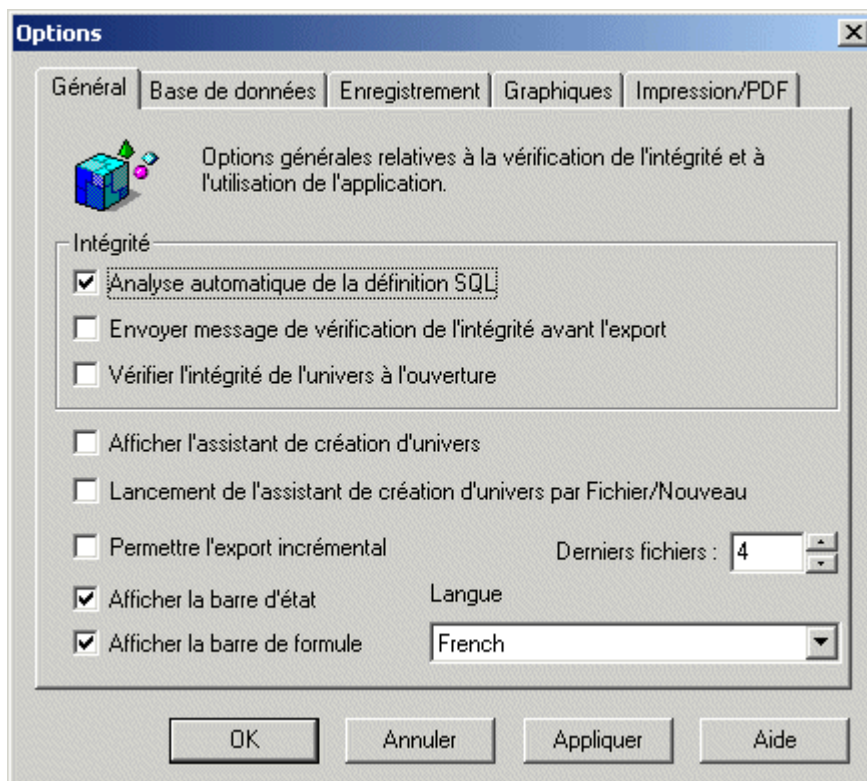 Options
Général Base de données Enregistrement Graphiques Impression/PDF
Options générales relatives à la vérification de l'intégrité et à
l'utilisation de l'application.
Intégrité
Analyse automatique de la définition SQL
Envoyer message de vérification de l'intégrité avant l'export
Vérifier l'intégrité de l'univers à l'ouverture
Afficher l'assistant de création d'univers
Lancement de l'assistant de création d'univers par Fichier/Nouveau
Permettre l'export incrémental Derniers fichiers : 4
Afficher la barre d'état Langue
Afficher la barre de formule French
OK Annuler Appliquer Aide